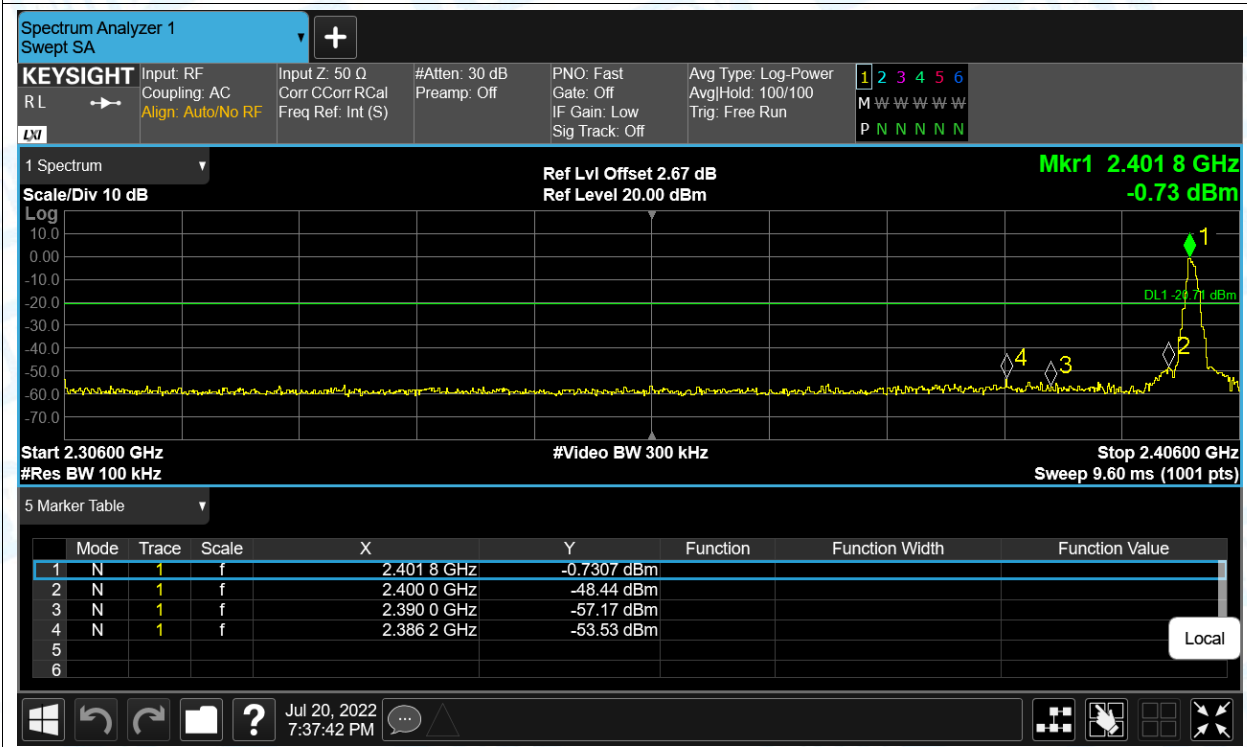 Spectrum Analyzer 1
Swept SA
KEYSIGHT
R L
LXI
Input: RF
Coupling: AC
Align: Auto/No RF
Input Z: 50 Ω
Corr CCorr RCal
Freq Ref: Int (S)
#Atten: 30 dB
Preamp: Off
PNO: Fast
Gate: Off
IF Gain: Low
Sig Track: Off
Avg Type: Log-Power
Avg|Hold: 100/100
Trig: Free Run
1 2 3 4 5 6
M W W W W W W
P N N N N N
1 Spectrum
Scale/Div 10 dB
Ref Lvl Offset 2.67 dB
Ref Level 20.00 dBm
Mkr1 2.401 8 GHz
-0.73 dBm
Log
10.0
0.00
-10.0
-20.0
-30.0
-40.0
-50.0
-60.0
-70.0
1
DL1 -20.71 dBm
2
4
3
Start 2.30600 GHz
#Video BW 300 kHz
Stop 2.40600 GHz
#Res BW 100 kHz
Sweep 9.60 ms (1001 pts)
5 Marker Table
Mode Trace Scale X Y Function Function Width Function Value
1 N 1 f 2.401 8 GHz -0.7307 dBm
2 N 1 f 2.400 0 GHz -48.44 dBm
3 N 1 f 2.390 0 GHz -57.17 dBm
4 N 1 f 2.386 2 GHz -53.53 dBm
5
6
Local
?
Jul 20, 2022
7:37:42 PM